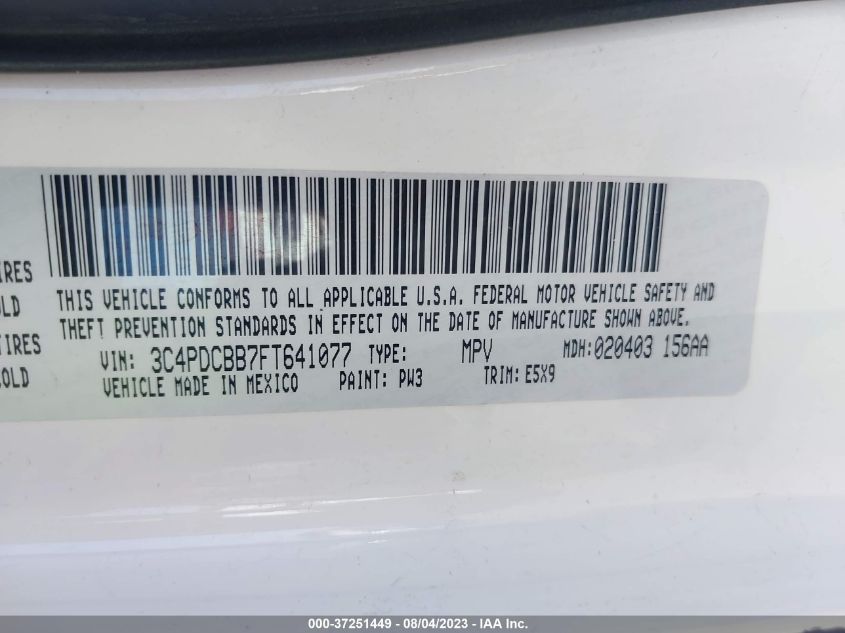 IRES
OLD
TIRES
COLD
THIS VEHICLE CONFORMS TO ALL APPLICABLE U.S.A. FEDERAL MOTOR VEHICLE SAFETY AND
THEFT PREVENTION STANDARDS IN EFFECT ON THE DATE OF MANUFACTURE SHOWN ABOVE.
VIN: 3C4PDCBB7FT641077 TYPE: MPV MDH:020403 156AA
VEHICLE MADE IN MEXICO PAINT: PW3 TRIM: E5X9
000-37251449 - 08/04/2023 - IAA Inc.